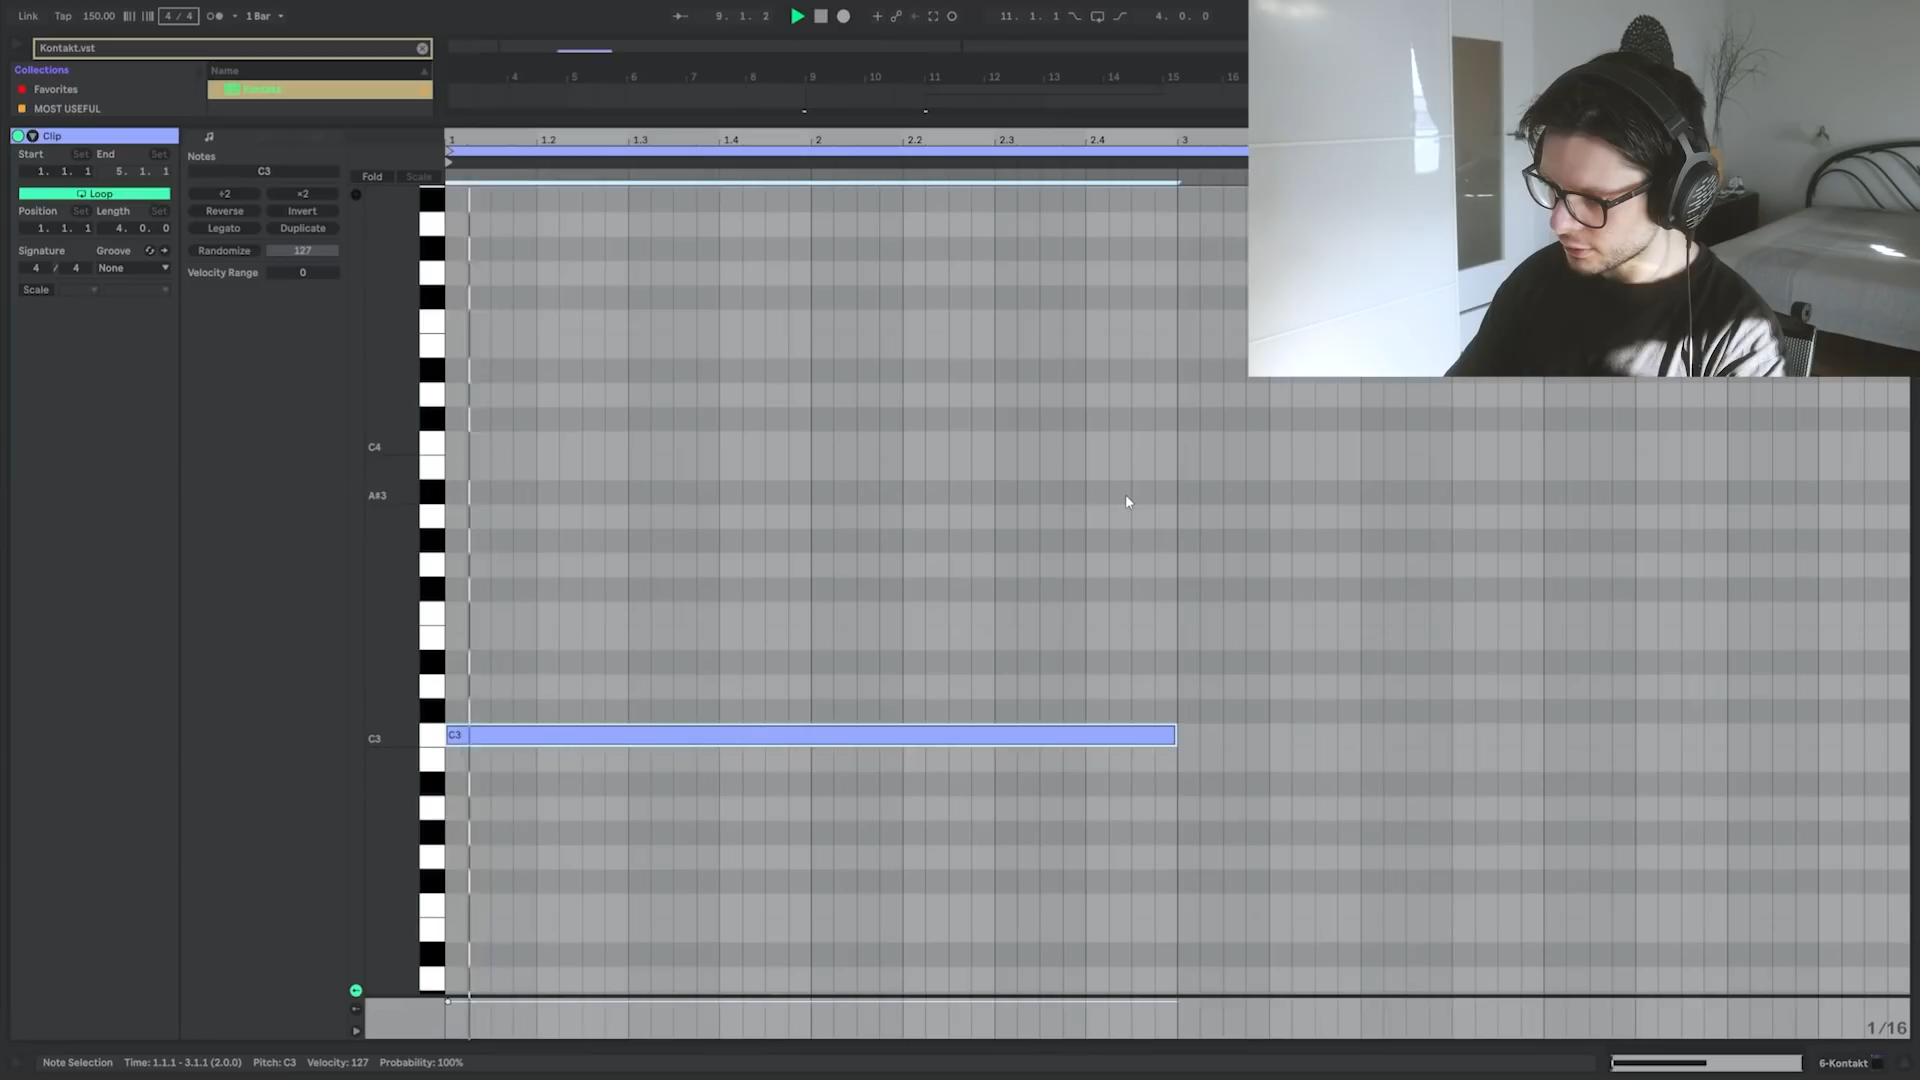 Link Tap 150.00 4 / 4 1 Bar 9. 1. 2 11. 1. 1 4. 0. 0
Kontakt.vst
Collections
Favorites
MOST USEFUL
Name
Kontakt
4 5 6 7 8 9 10 11 12 13 14 15 16
Clip
Start Set End Set
1. 1. 1 5. 1. 1
Loop
Position Set Length Set
1. 1. 1 4. 0. 0
Signature Groove
4 / 4 None
Scale
Notes
C3
÷2 ×2
Reverse Invert
Legato Duplicate
Randomize 127
Velocity Range 0
Fold Scale
1 1.2 1.3 1.4 2 2.2 2.3 2.4 3
C4
A#3
C3
C3
1/16
Note Selection Time: 1.1.1 - 3.1.1 (2.0.0) Pitch: C3 Velocity: 127 Probability: 100%
6-Kontakt